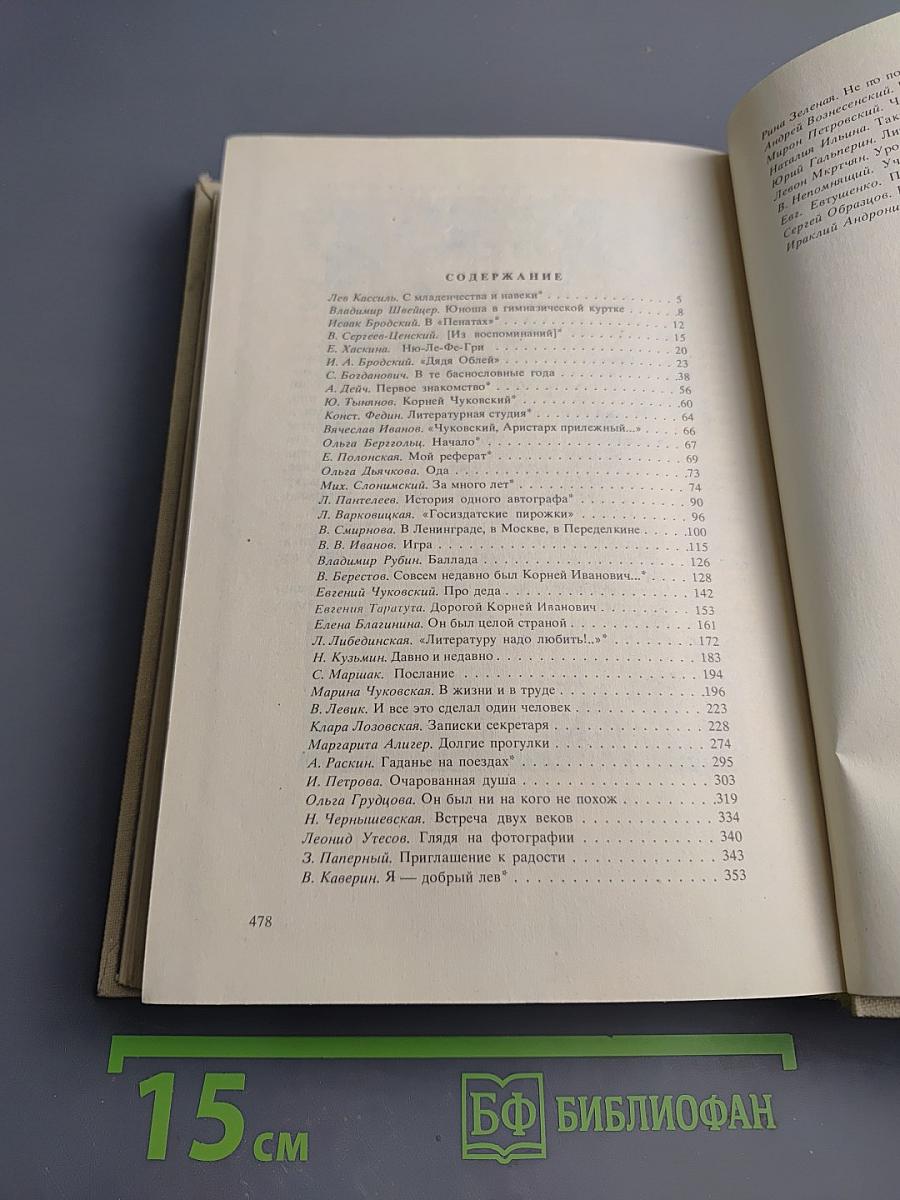 СОДЕРЖАНИЕ
Лев Кассиль. С младенчества и навеки* . . . . . . . . . . . . 5
Владимир Швейцер. Юноша в гимназической куртке . . . . . . 8
Исаак Бродский. В «Пенатах»* . . . . . . . . . . . . . . . 12
В. Сергеев-Ценский. [Из воспоминаний]* . . . . . . . . . . . 15
Е. Хаскина. Ню-Ле-Фе-Гри . . . . . . . . . . . . . . . . . 20
И. А. Бродский. «Дядя Облей» . . . . . . . . . . . . . . . 23
С. Богданович. В те баснословные года . . . . . . . . . . . 38
А. Дейч. Первое знакомство* . . . . . . . . . . . . . . . . 56
Ю. Тынянов. Корней Чуковский* . . . . . . . . . . . . . . 60
Конст. Федин. Литературная студия* . . . . . . . . . . . . 64
Вячеслав Иванов. «Чуковский, Аристарх прилежный...» . . . . 66
Ольга Берггольц. Начало* . . . . . . . . . . . . . . . . . 67
Е. Полонская. Мой реферат* . . . . . . . . . . . . . . . . 69
Ольга Дьячкова. Ода . . . . . . . . . . . . . . . . . . . 73
Мих. Слонимский. За много лет* . . . . . . . . . . . . . . 74
Л. Пантелеев. История одного автографа* . . . . . . . . . . 90
Л. Варковицкая. «Госиздатские пирожки» . . . . . . . . . . 96
В. Смирнова. В Ленинграде, в Москве, в Переделкине . . . . . 100
В. В. Иванов. Игра . . . . . . . . . . . . . . . . . . . . 115
Владимир Рубин. Баллада . . . . . . . . . . . . . . . . . 126
В. Берестов. Совсем недавно был Корней Иванович...* . . . . 128
Евгений Чуковский. Про деда . . . . . . . . . . . . . . . 142
Евгения Таратута. Дорогой Корней Иванович . . . . . . . . 153
Елена Благинина. Он был целой страной . . . . . . . . . . 161
Л. Либединская. «Литературу надо любить!..»* . . . . . . . 172
Н. Кузьмин. Давно и недавно . . . . . . . . . . . . . . . 183
С. Маршак. Послание . . . . . . . . . . . . . . . . . . . 194
Марина Чуковская. В жизни и в труде . . . . . . . . . . . 196
В. Левик. И все это сделал один человек . . . . . . . . . . 223
Клара Лозовская. Записки секретаря . . . . . . . . . . . . 228
Маргарита Алигер. Долгие прогулки . . . . . . . . . . . . 274
А. Раскин. Гаданье на поездах* . . . . . . . . . . . . . . 295
И. Петрова. Очарованная душа . . . . . . . . . . . . . . 303
Ольга Грудцова. Он был ни на кого не похож . . . . . . . . 319
Н. Чернышевская. Встреча двух веков . . . . . . . . . . . 334
Леонид Утесов. Глядя на фотографии . . . . . . . . . . . 340
З. Паперный. Приглашение к радости . . . . . . . . . . . 343
В. Каверин. Я — добрый лев* . . . . . . . . . . . . . . . 353
478
Рина Зеленая. Не по
Андрей Вознесенский.
Мирон Петровский.
Наталия Ильина. Так
Юрий Гальперин.
Левон Мкртчян.
В. Непомнящий.
Евг. Евтушенко.
Сергей Образцов.
Ираклий
15 см
БФ БИБЛИОФАН